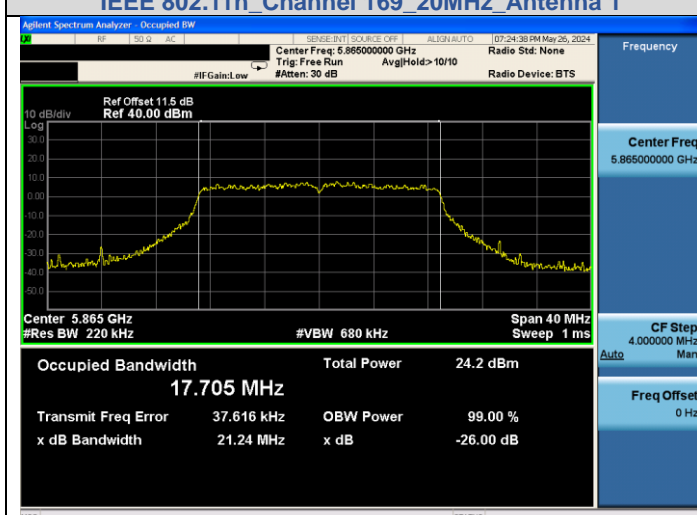 IEEE 802.11n_Channel 169_20MHz_Antenna 1
Agilent Spectrum Analyzer - Occupied BW
RF 50 Ω AC SENSE:INT SOURCE OFF ALIGN AUTO 07:24:38 PM May 26, 2024
Center Freq: 5.865000000 GHz Radio Std: None
Trig: Free Run Avg|Hold:> 10/10
#IFGain:Low #Atten: 30 dB Radio Device: BTS
Frequency
Ref Offset 11.5 dB
10 dB/div Ref 40.00 dBm
Log
30.0
20.0
10.0
0.00
-10.0
-20.0
-30.0
-40.0
-50.0
Center Freq
5.865000000 GHz
Center 5.865 GHz Span 40 MHz
#Res BW 220 kHz #VBW 680 kHz Sweep 1 ms
CF Step
4.000000 MHz
Auto Man
Occupied Bandwidth Total Power 24.2 dBm
17.705 MHz
Freq Offset
0 Hz
Transmit Freq Error 37.616 kHz OBW Power 99.00 %
x dB Bandwidth 21.24 MHz x dB -26.00 dB